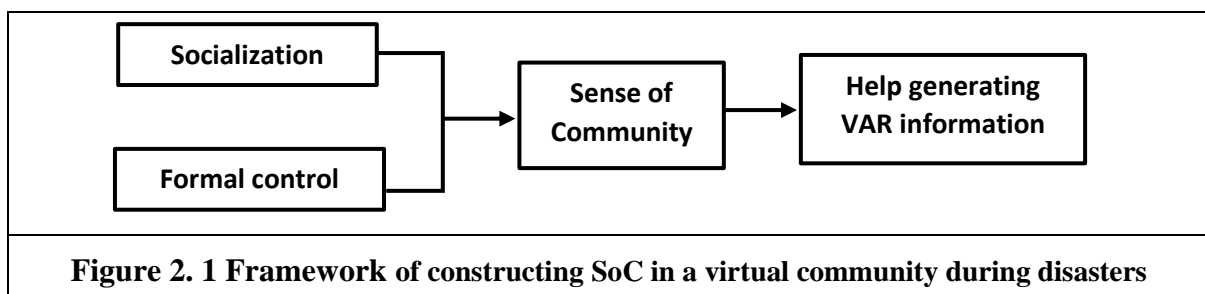 Socialization
Formal control
Sense of
Community
Help generating
VAR information
Figure 2. 1 Framework of constructing SoC in a virtual community during disasters